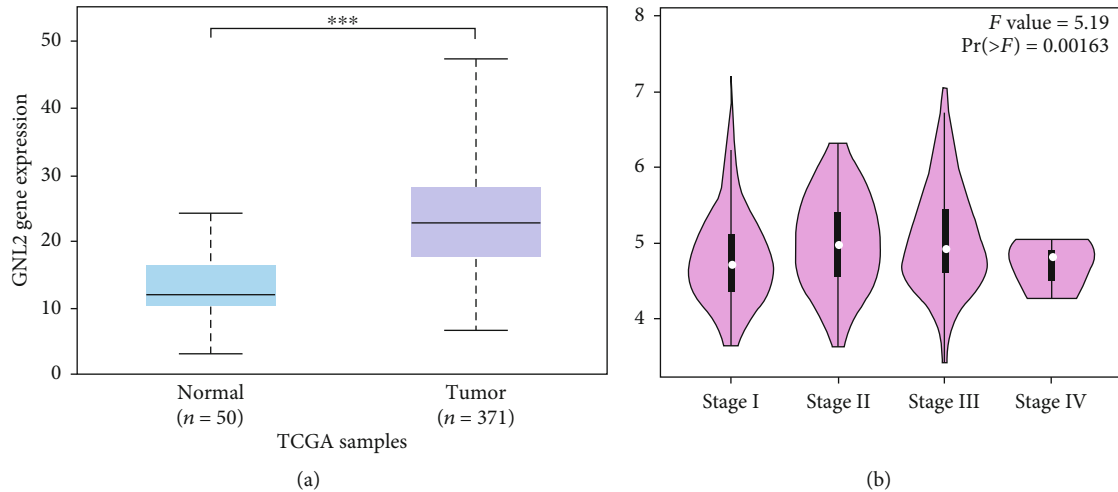 GNL2 gene expression
50
40
30
20
10
0
***
Normal
(n = 50)
Tumor
(n = 371)
TCGA samples
(a)
8
7
6
5
4
F value = 5.19
Pr(>F) = 0.00163
Stage I
Stage II
Stage III
Stage IV
(b)